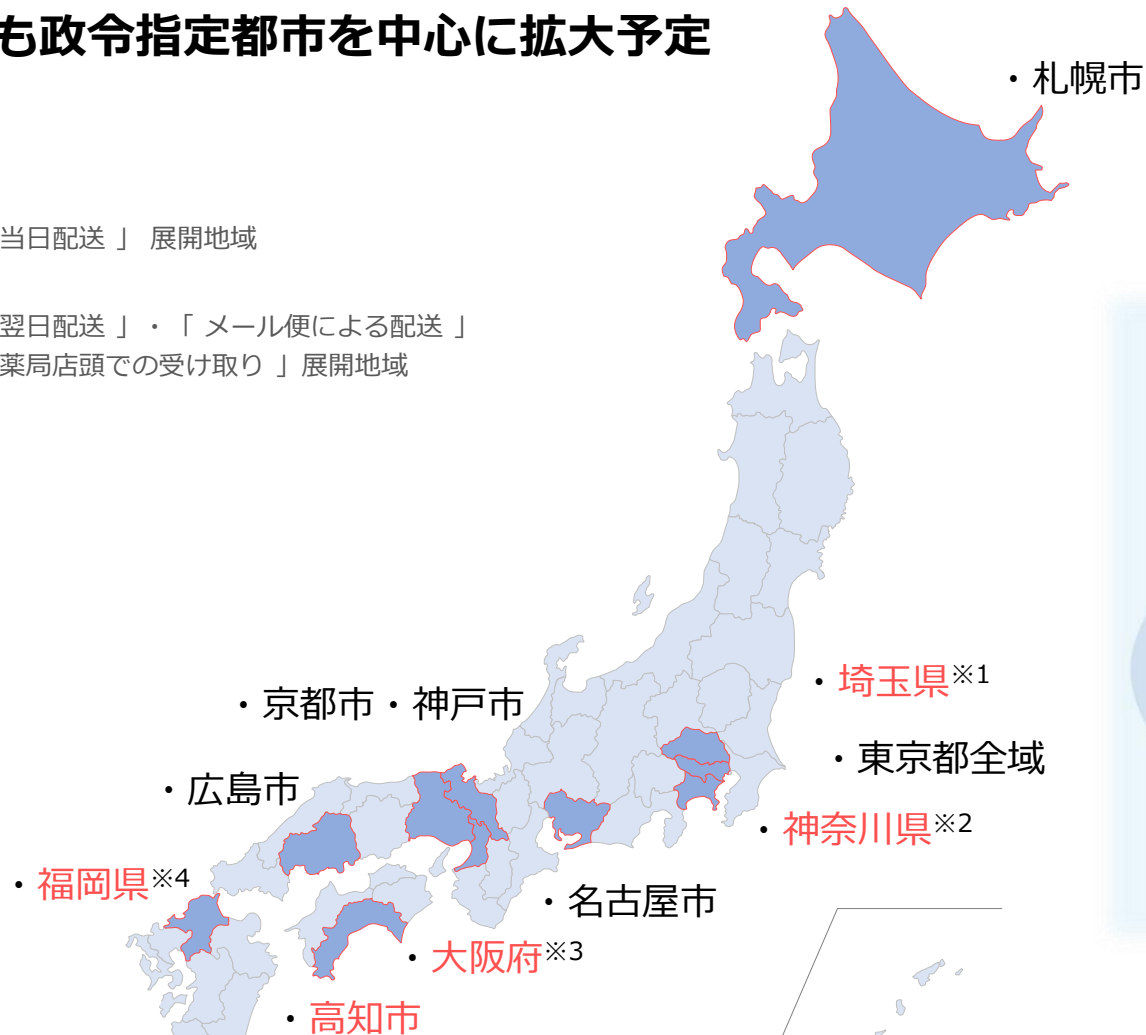 も政令指定都市を中心に拡大予定
・札幌市
当日配送 」 展開地域
翌日配送 」・「 メール便による配送 」
薬局店頭での受け取り 」展開地域
・埼玉県※1
・京都市・神戸市
・東京都全域
・広島市
・神奈川県※2
・福岡県※4
・名古屋市
・大阪府※3
・高知市